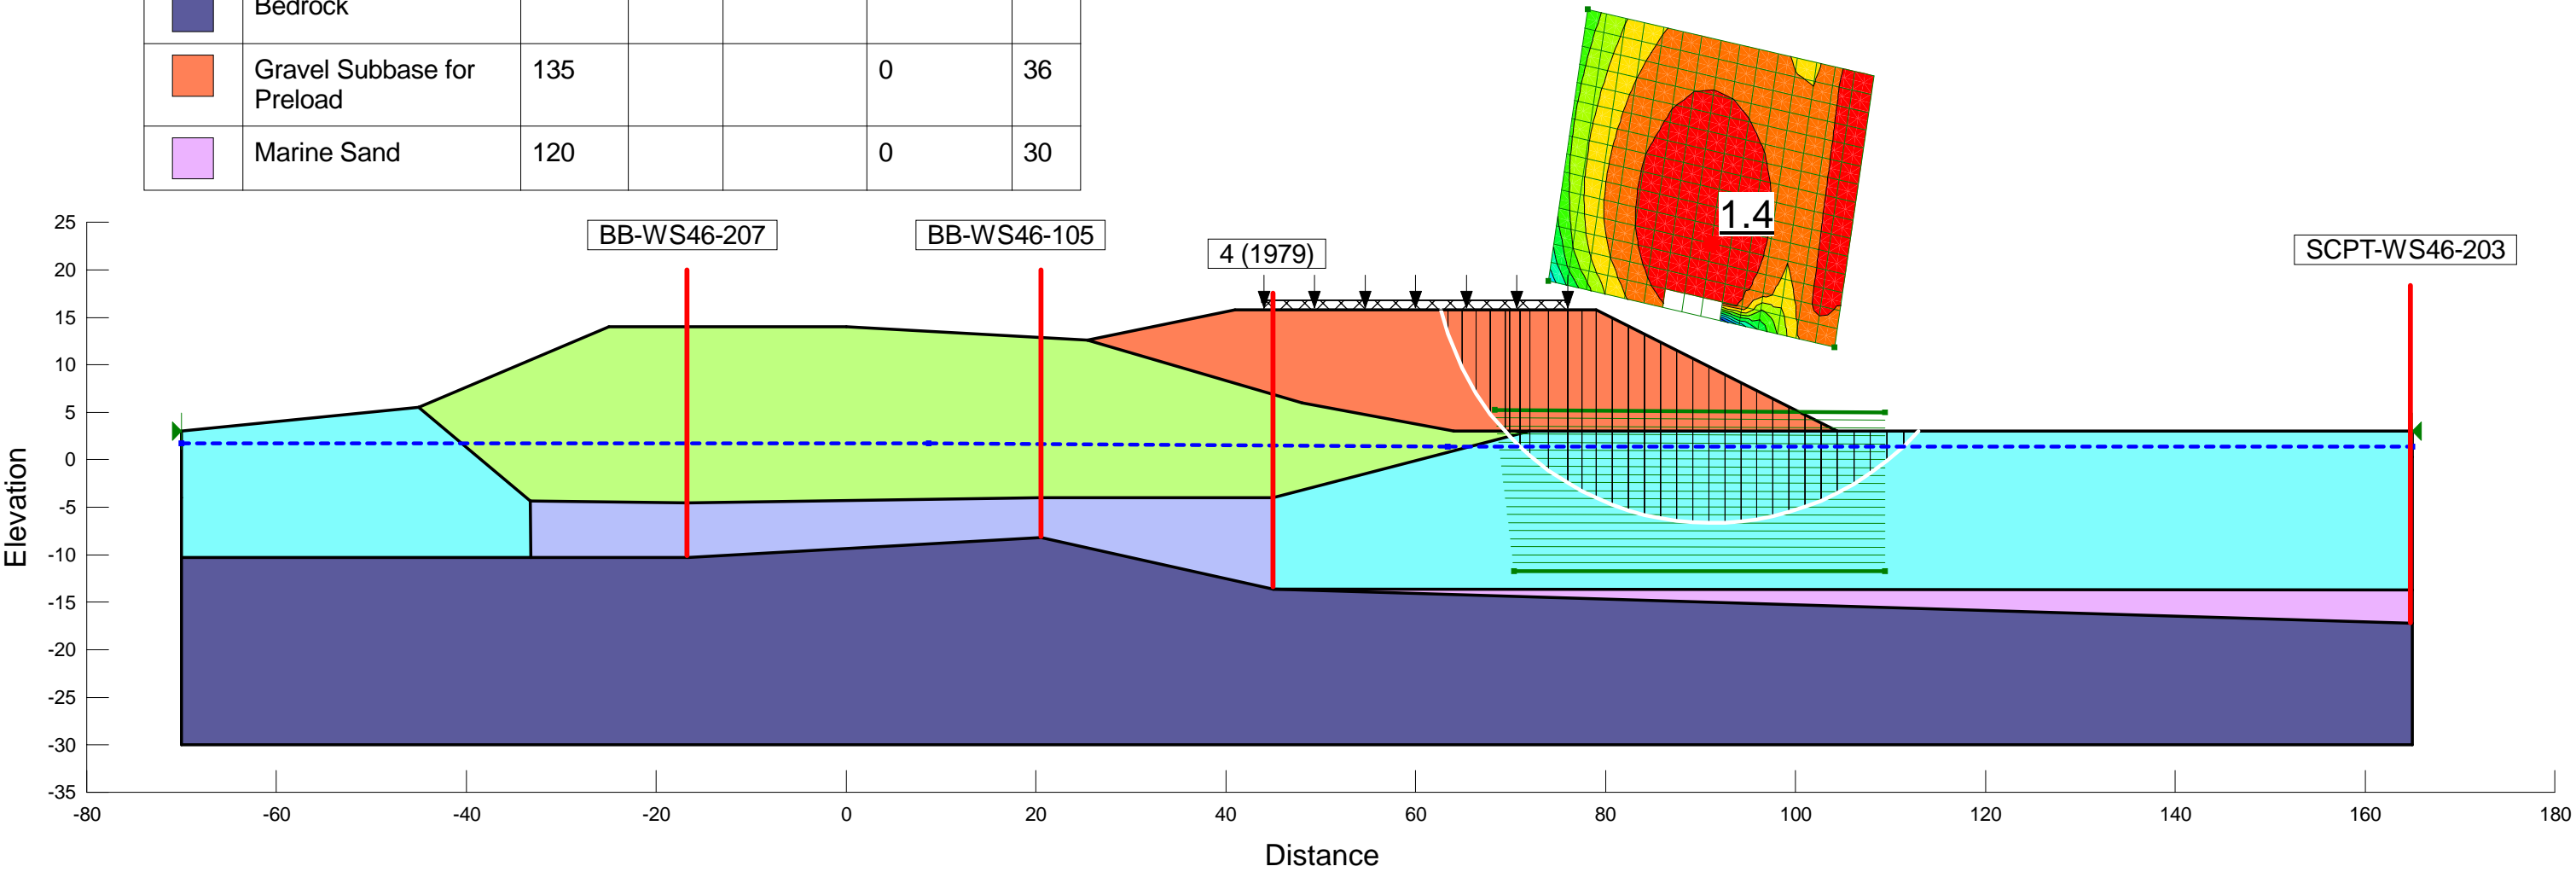 Bedrock
Gravel Subbase for 135 0 36
Preload
Marine Sand 120 0 30
1.4
BB-WS46-207 BB-WS46-105 4 (1979) SCPT-WS46-203
25
20
15
10
5
0
-5
-10
-15
-20
-25
-30
-35
Elevation
-80 -60 -40 -20 0 20 40 60 80 100 120 140 160 180
Distance